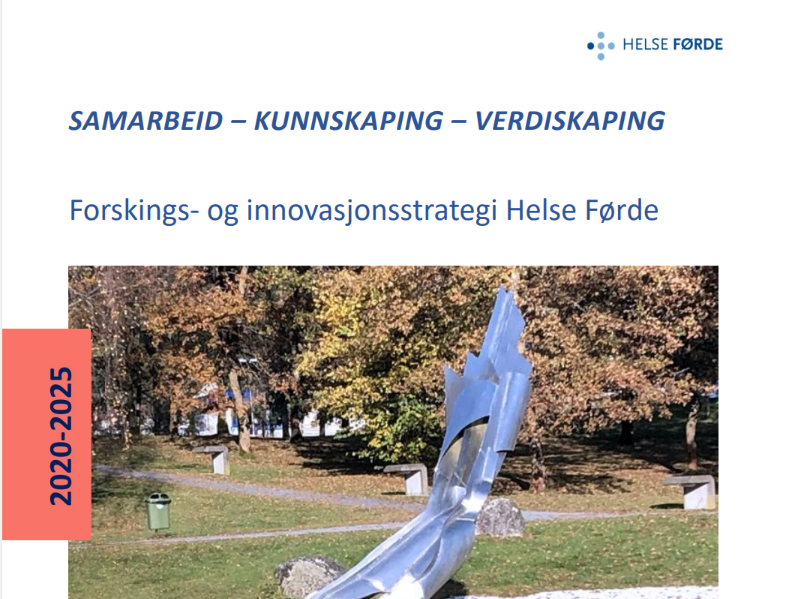 HELSE FØRDE
SAMARBEID – KUNNSKAPING – VERDISKAPING
Forskings- og innovasjonsstrategi Helse Førde
2020-2025